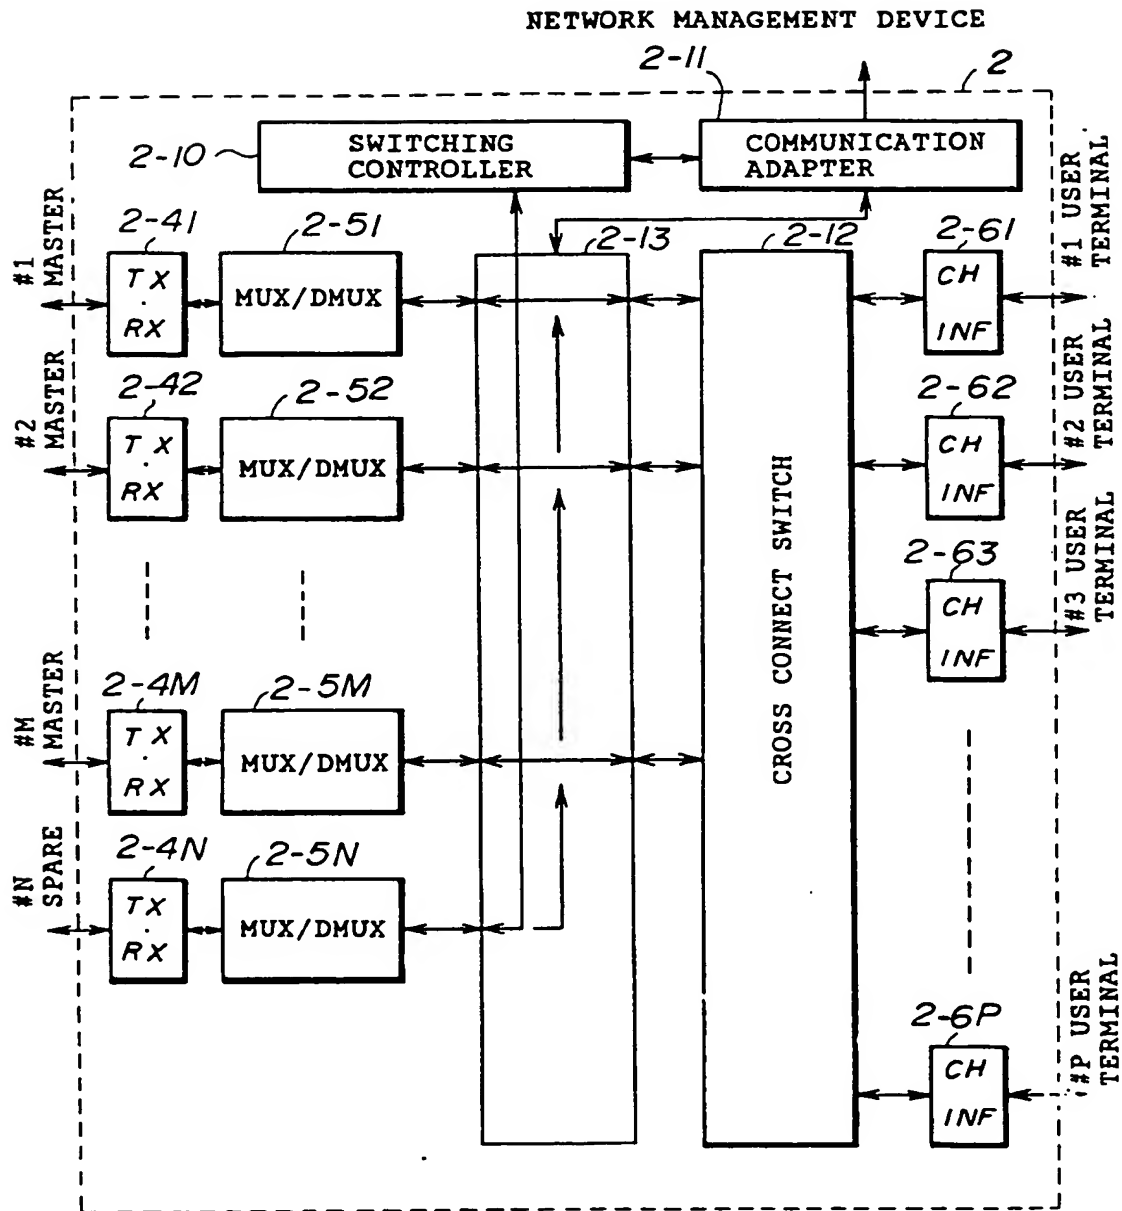 NETWORK MANAGEMENT DEVICE
2-11
2
2-10
SWITCHING
CONTROLLER
COMMUNICATION
ADAPTER
#1
MASTER
2-41
TX
.
RX
2-51
MUX/DMUX
2-13
2-12
2-61
CH
INF
#1 USER
TERMINAL
#2
MASTER
2-42
TX
.
RX
2-52
MUX/DMUX
2-62
CH
INF
#2 USER
TERMINAL
CROSS CONNECT SWITCH
2-63
CH
INF
#3 USER
TERMINAL
#M
MASTER
2-4M
TX
.
RX
2-5M
MUX/DMUX
#N
SPARE
2-4N
TX
.
RX
2-5N
MUX/DMUX
2-6P
CH
INF
#P USER
TERMINAL